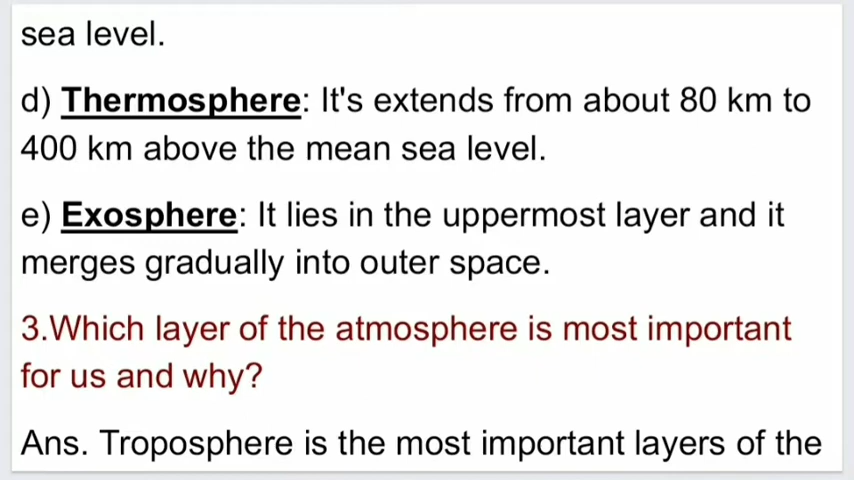 sea level.
d) Thermosphere: It's extends from about 80 km to
400 km above the mean sea level.
e) Exosphere: It lies in the uppermost layer and it
merges gradually into outer space.
3.Which layer of the atmosphere is most important
for us and why?
Ans. Troposphere is the most important layers of the